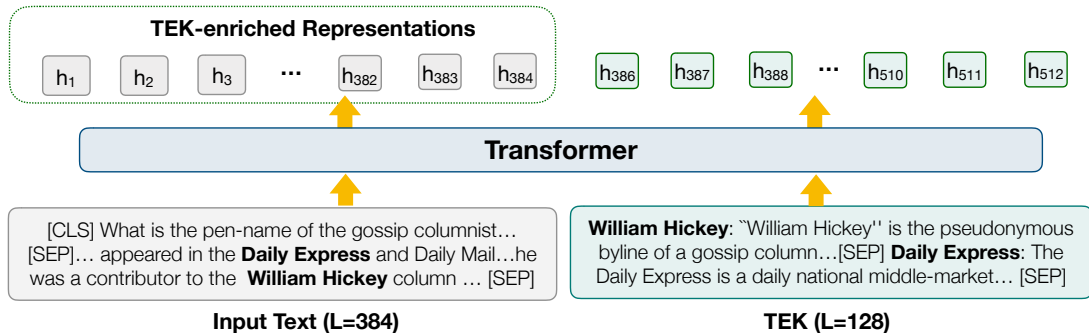 TEK-enriched Representations
h1 h2 h3 ... h382 h383 h384 h386 h387 h388 ... h510 h511 h512
Transformer
[CLS] What is the pen-name of the gossip columnist…
[SEP]… appeared in the Daily Express and Daily Mail…he
was a contributor to the William Hickey column … [SEP]
William Hickey: ``William Hickey'' is the pseudonymous
byline of a gossip column…[SEP] Daily Express: The
Daily Express is a daily national middle-market… [SEP]
Input Text (L=384)
TEK (L=128)